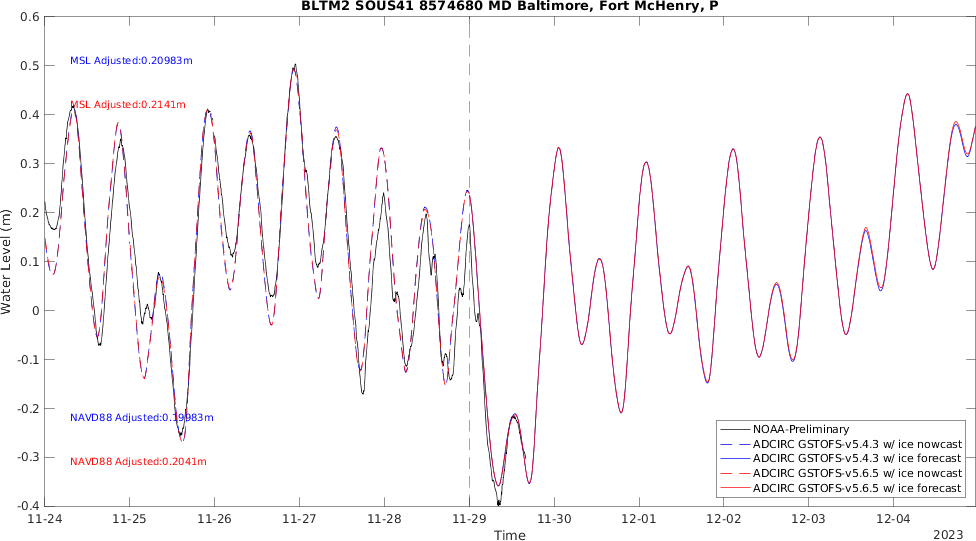 BLTM2 SOUS41 8574680 MD Baltimore, Fort McHenry, P
0.6
0.5
0.4
0.3
0.2
0.1
0
-0.1
-0.2
-0.3
-0.4
Water Level (m)
MSL Adjusted:0.20983m
MSL Adjusted:0.2141m
NAVD88 Adjusted:0.19983m
NAVD88 Adjusted:0.2041m
NOAA-Preliminary
ADCIRC GSTOFS-v5.4.3 w/ ice nowcast
ADCIRC GSTOFS-v5.4.3 w/ ice forecast
ADCIRC GSTOFS-v5.6.5 w/ ice nowcast
ADCIRC GSTOFS-v5.6.5 w/ ice forecast
11-24 11-25 11-26 11-27 11-28 11-29 11-30 12-01 12-02 12-03 12-04
Time
2023